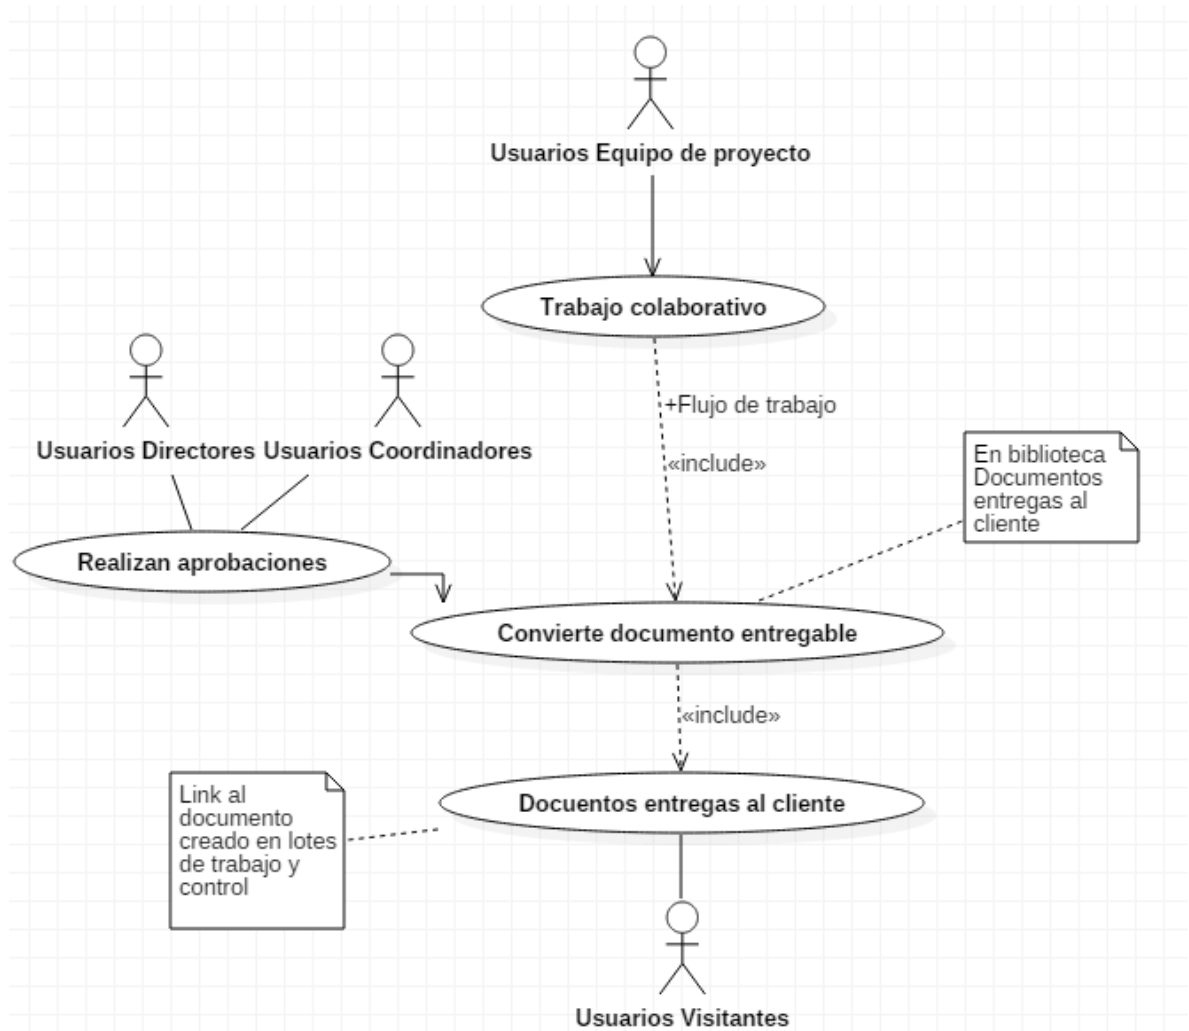 Usuarios Equipo de proyecto
Trabajo colaborativo
Usuarios Directores
Usuarios Coordinadores
+Flujo de trabajo
«include»
En biblioteca
Documentos
entregas al
cliente
Realizan aprobaciones
Convierte documento entregable
«include»
Link al
documento
creado en lotes
de trabajo y
control
Docuentos entregas al cliente
Usuarios Visitantes